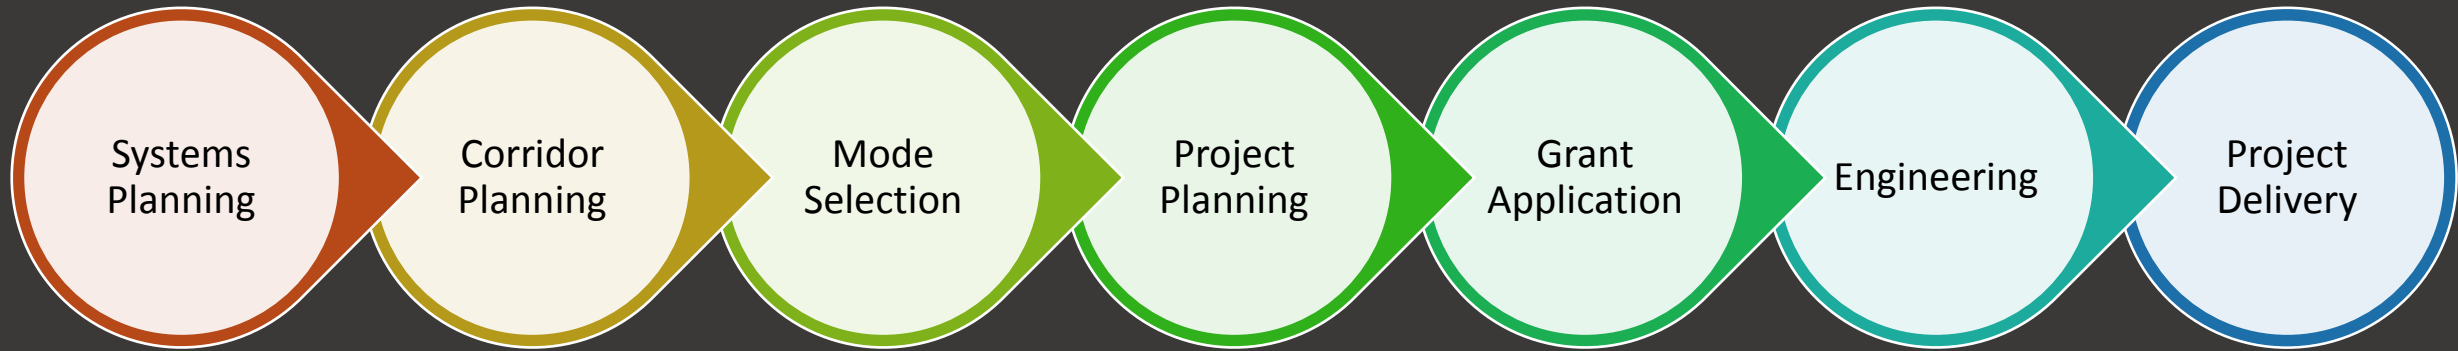 Systems
Planning
Corridor
Planning
Mode
Selection
Project
Planning
Grant
Application
Engineering
Project
Delivery